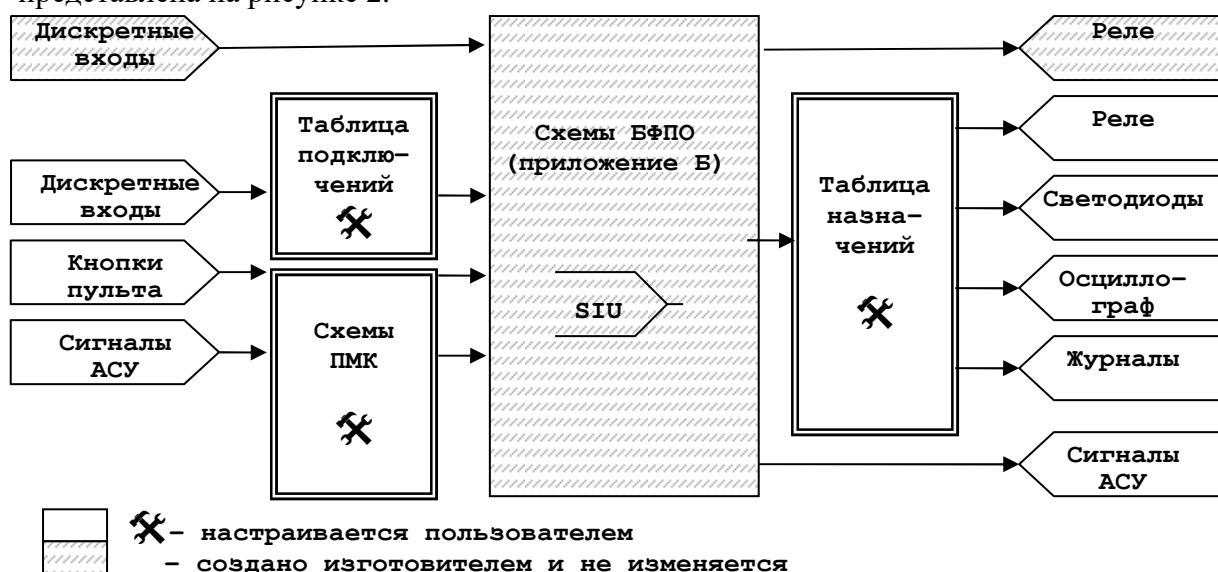 представлена на рисунке 2.
Дискретные
входы
Реле
Таблица
подклю-
чений
Схемы БФПО
(приложение Б)
Реле
Дискретные
входы
Таблица
назна-
чений
Светодиоды
Кнопки
пульта
SIU
Осцилло-
граф
Сигналы
АСУ
Схемы
ПМК
Журналы
Сигналы
АСУ
- настраивается пользователем
- создано изготовителем и не изменяется